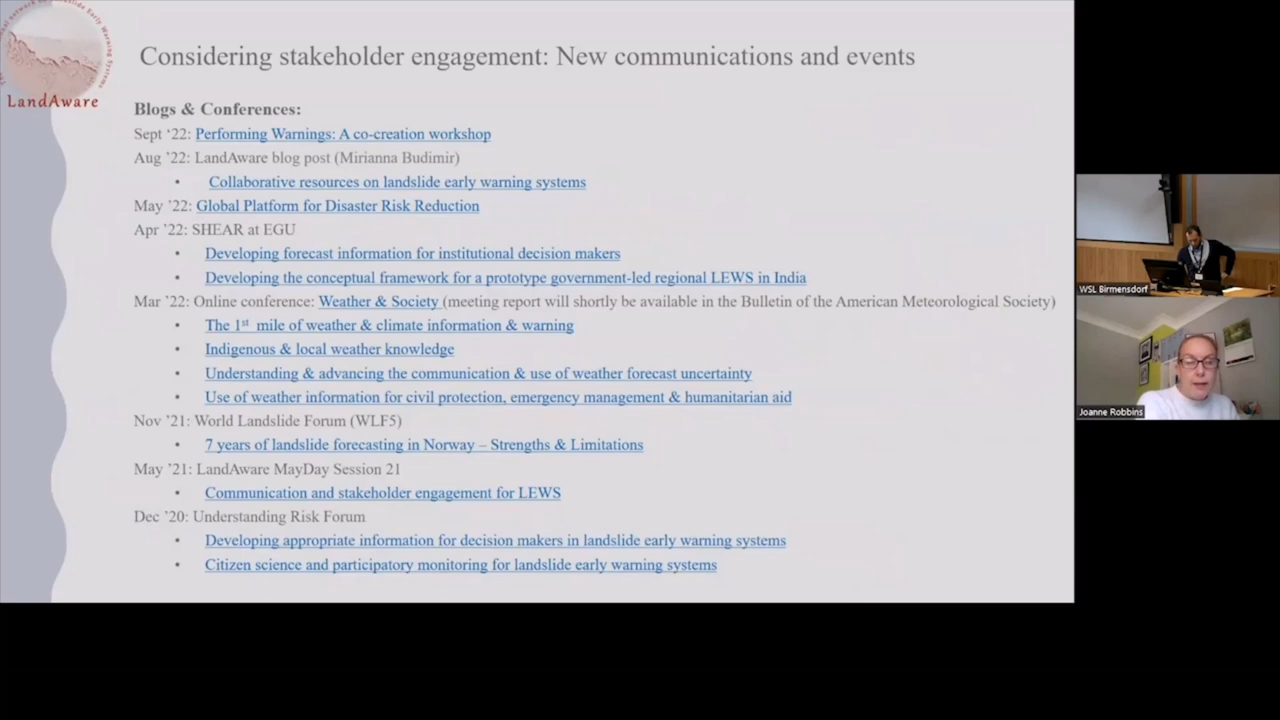 LandAware
Considering stakeholder engagement: New communications and events
Blogs & Conferences:
Sept ‘22: Performing Warnings: A co-creation workshop
Aug ’22: LandAware blog post (Mirianna Budimir)
• Collaborative resources on landslide early warning systems
May ’22: Global Platform for Disaster Risk Reduction
Apr ’22: SHEAR at EGU
• Developing forecast information for institutional decision makers
• Developing the conceptual framework for a prototype government-led regional LEWS in India
Mar ’22: Online conference: Weather & Society (meeting report will shortly be available in the Bulletin of the American Meteorological Society)
• The 1st mile of weather & climate information & warning
• Indigenous & local weather knowledge
• Understanding & advancing the communication & use of weather forecast uncertainty
• Use of weather information for civil protection, emergency management & humanitarian aid
Nov ’21: World Landslide Forum (WLF5)
• 7 years of landslide forecasting in Norway – Strengths & Limitations
May ’21: LandAware MayDay Session 21
• Communication and stakeholder engagement for LEWS
Dec ’20: Understanding Risk Forum
• Developing appropriate information for decision makers in landslide early warning systems
• Citizen science and participatory monitoring for landslide early warning systems
WSL Birmensdorf
Joanne Robbins